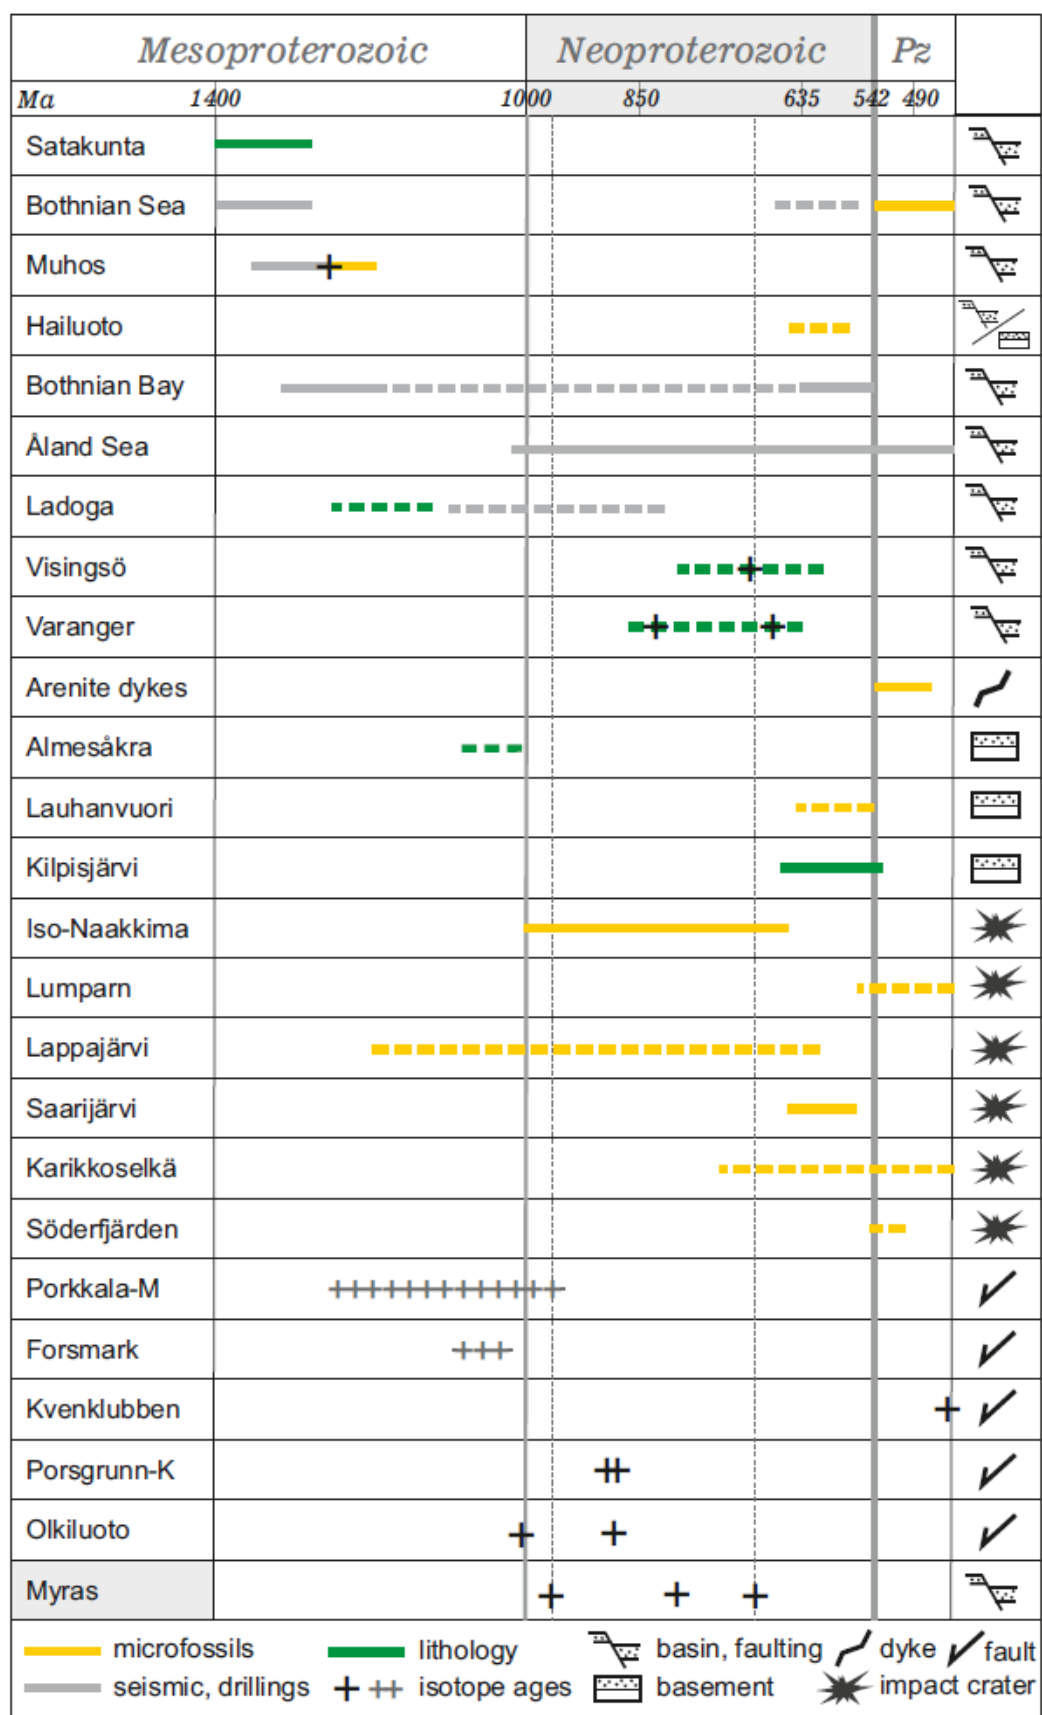 Mesoproterozoic Neoproterozoic Pz
Ma 1400 1000 850 635 542 490
Satakunta
Bothnian Sea
Muhos
Hailuoto
Bothnian Bay
Åland Sea
Ladoga
Visingsö
Varanger
Arenite dykes
Almesåkra
Lauhanvuori
Kilpisjärvi
Iso-Naakkima
Lumparn
Lappajärvi
Saarijärvi
Karikkoselkä
Söderfjärden
Porkkala-M
Forsmark
Kvenklubben
Porsgrunn-K
Olkiluoto
Myras
microfossils lithology basin, faulting dyke fault
seismic, drillings isotope ages basement impact crater